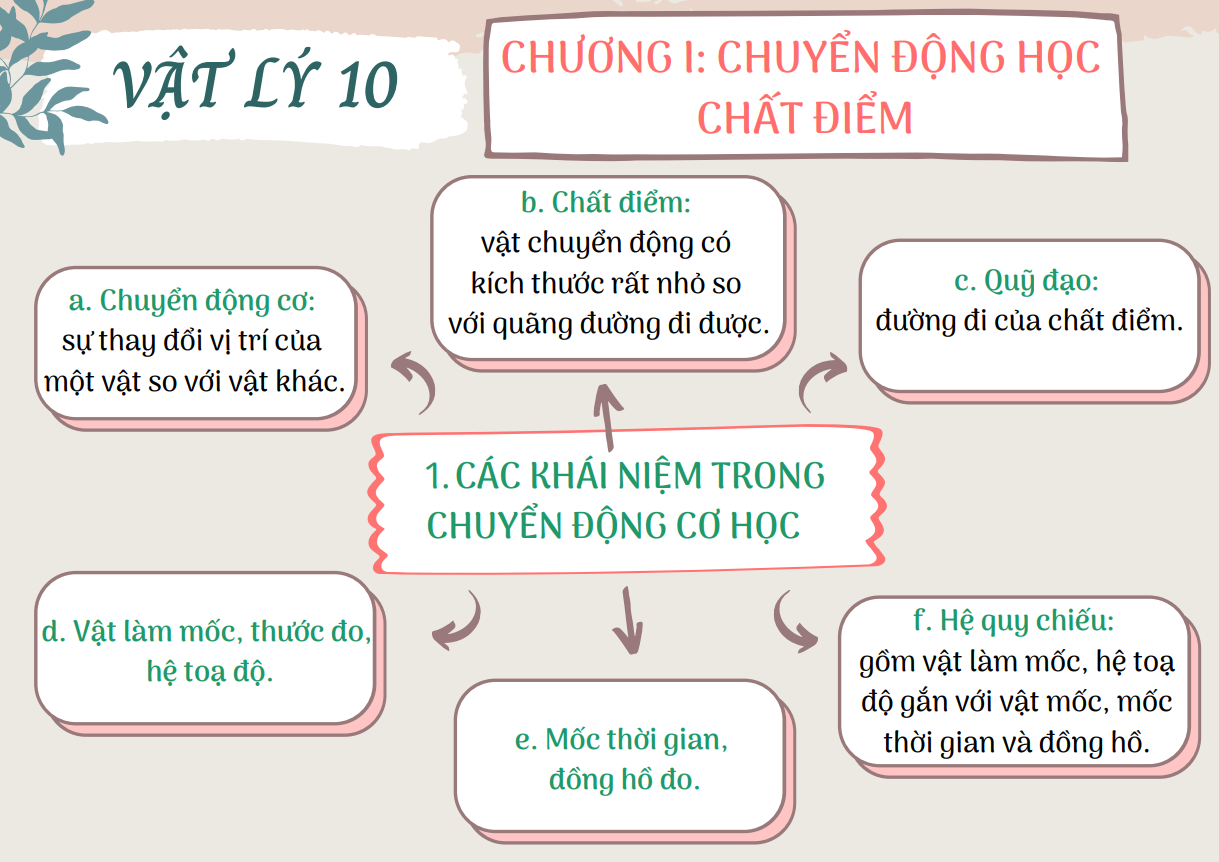 VẬT LÝ 10
CHƯƠNG I: CHUYỂN ĐỘNG HỌC
CHẤT ĐIỂM
b. Chất điểm:
vật chuyển động có
kích thước rất nhỏ so
với quãng đường đi được.
a. Chuyển động cơ:
sự thay đổi vị trí của
một vật so với vật khác.
c. Quỹ đạo:
đường đi của chất điểm.
1. CÁC KHÁI NIỆM TRONG
CHUYỂN ĐỘNG CƠ HỌC
d. Vật làm mốc, thước đo,
hệ toạ độ.
e. Mốc thời gian,
đồng hồ đo.
f. Hệ quy chiếu:
gồm vật làm mốc, hệ toạ
độ gắn với vật mốc, mốc
thời gian và đồng hồ.